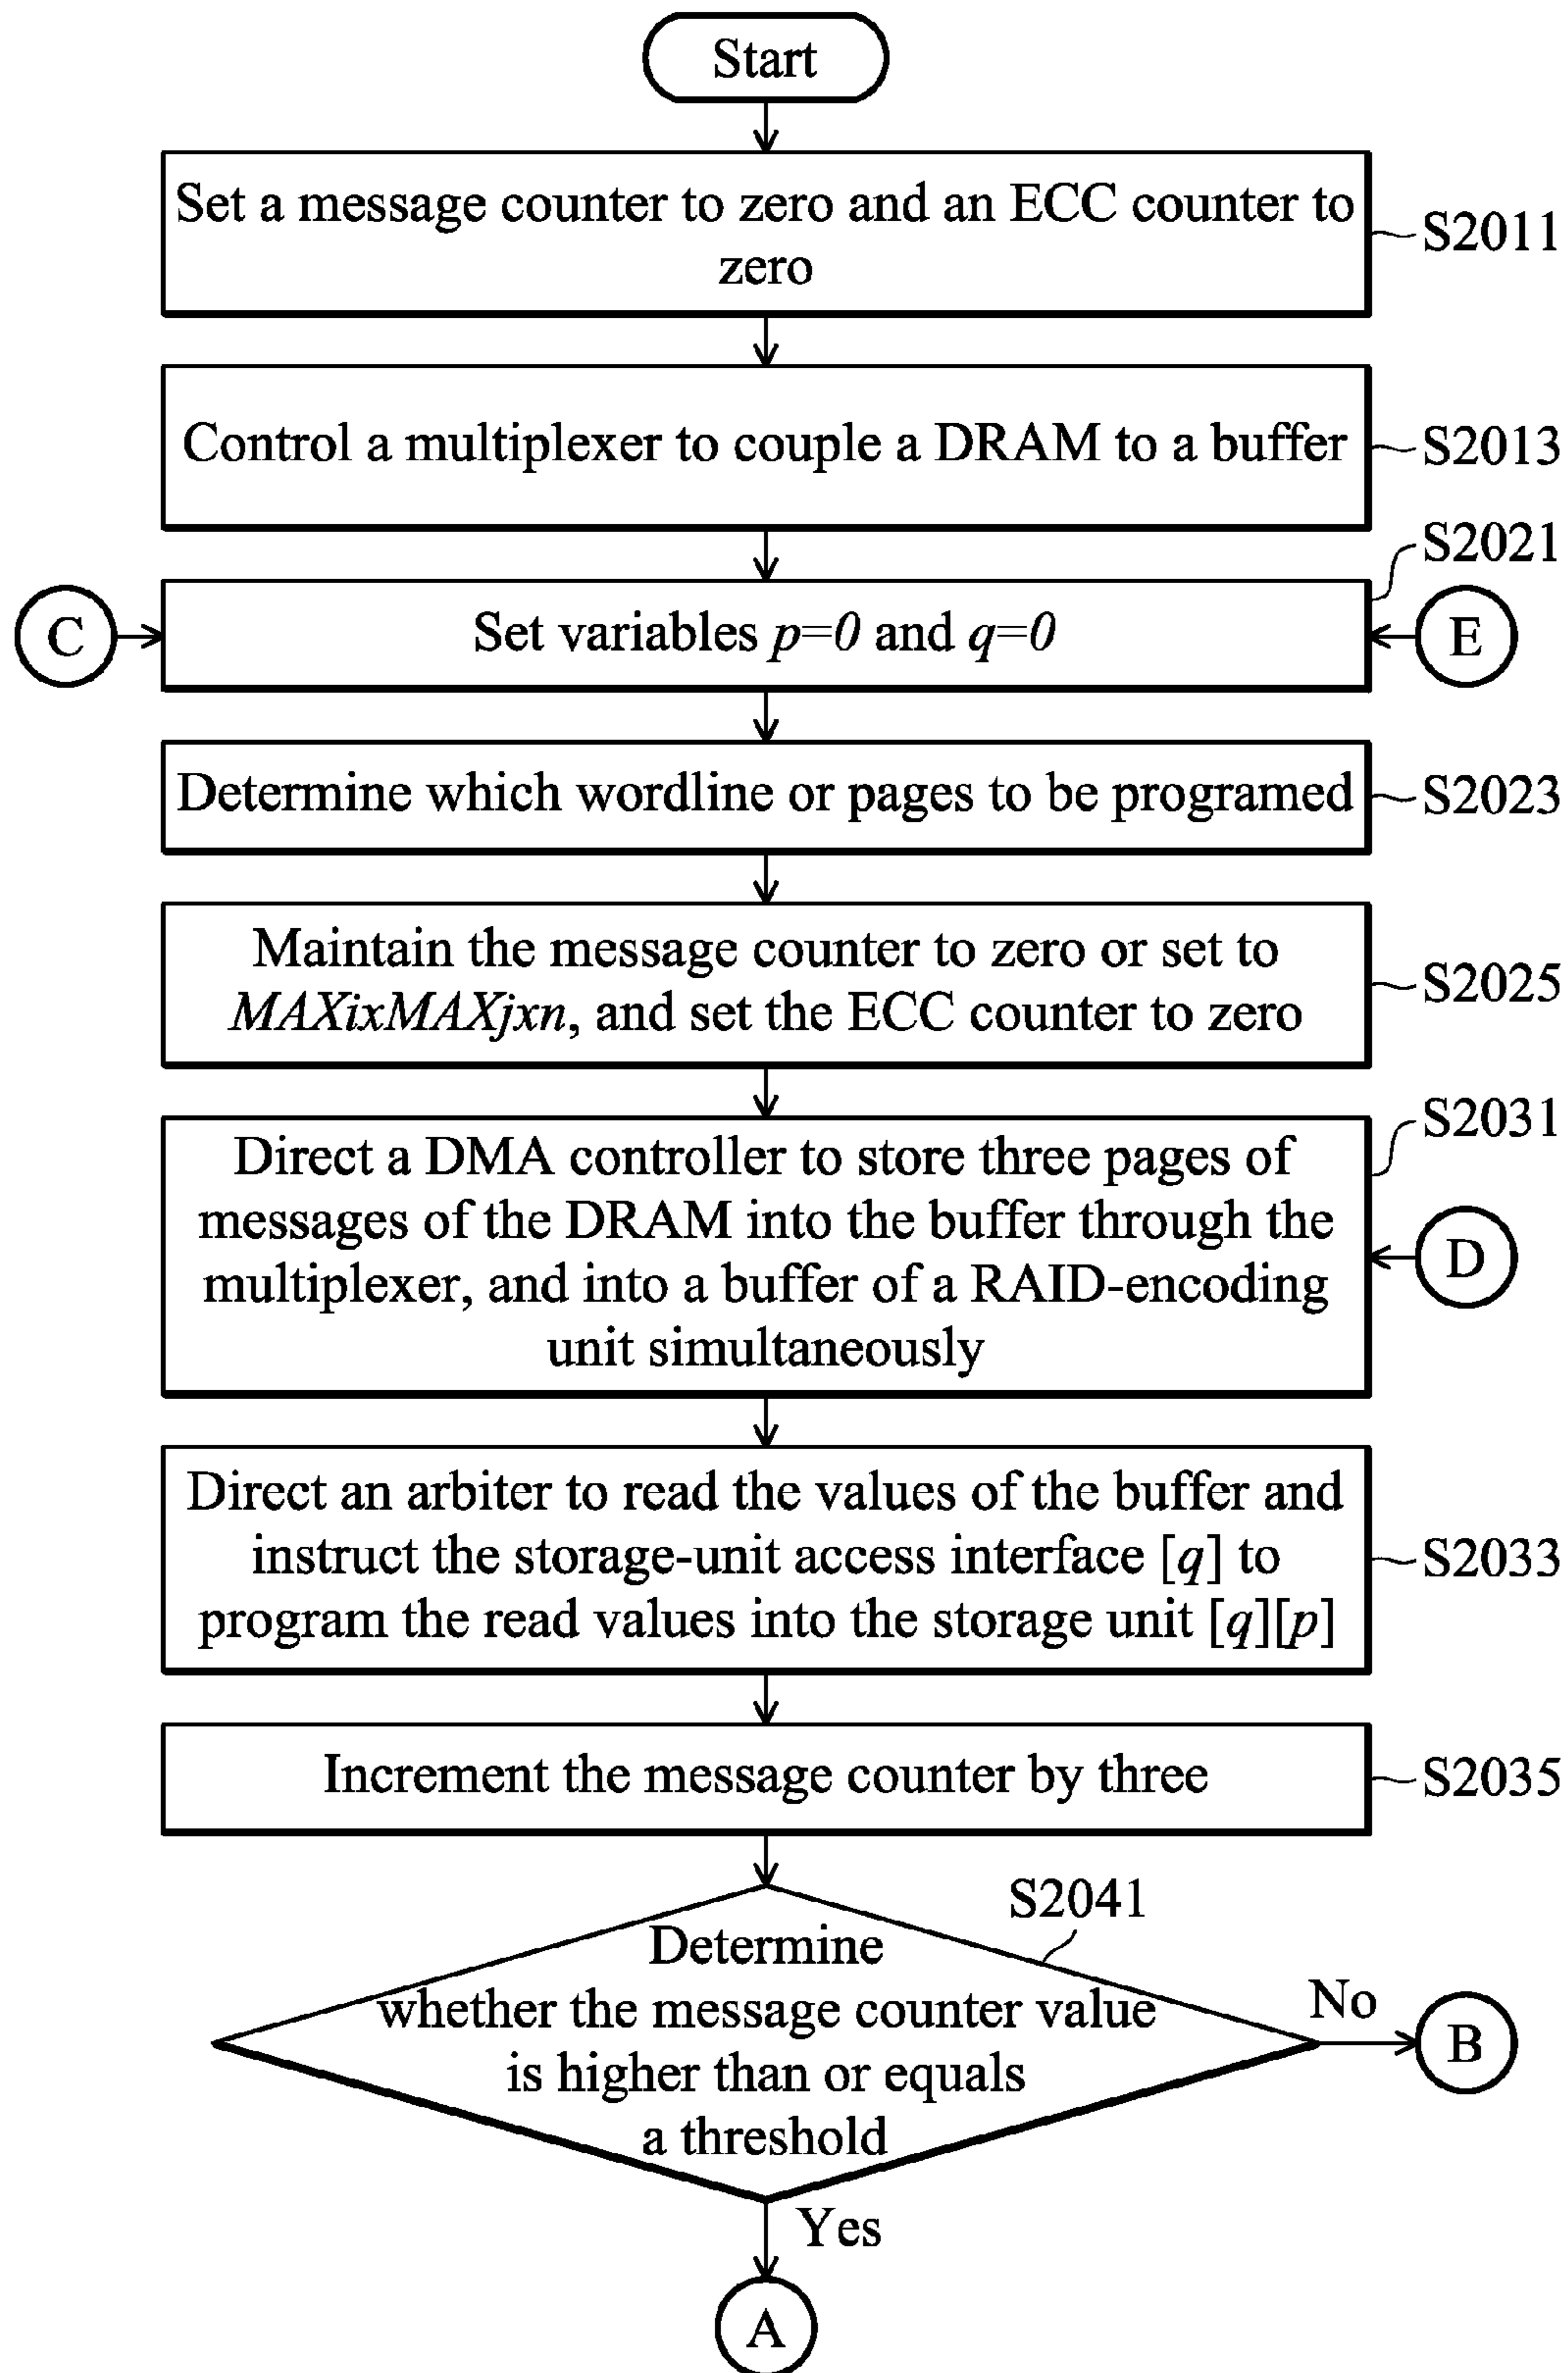 Start
Set a message counter to zero and an ECC counter to
zero
S2011
Control a multiplexer to couple a DRAM to a buffer
S2013
S2021
C
Set variables p=0 and q=0
E
Determine which wordline or pages to be programed
S2023
Maintain the message counter to zero or set to
MAXixMAXjxn, and set the ECC counter to zero
S2025
S2031
Direct a DMA controller to store three pages of
messages of the DRAM into the buffer through the
multiplexer, and into a buffer of a RAID-encoding
unit simultaneously
D
Direct an arbiter to read the values of the buffer and
instruct the storage-unit access interface [q] to
program the read values into the storage unit [q][p]
S2033
Increment the message counter by three
S2035
S2041
Determine
whether the message counter value
is higher than or equals
a threshold
No
B
Yes
A